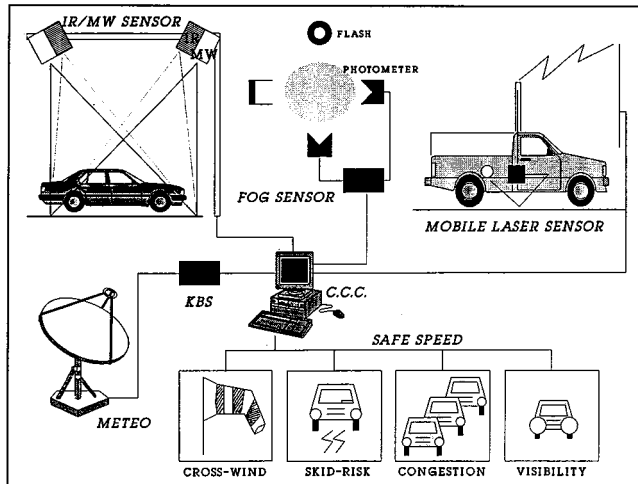 IR/MW SENSOR
IR
MW
FLASH
PHOTOMETER
FOG SENSOR
MOBILE LASER SENSOR
KBS
C.C.C.
METEO
SAFE SPEED
CROSS-WIND
SKID-RISK
CONGESTION
VISIBILITY